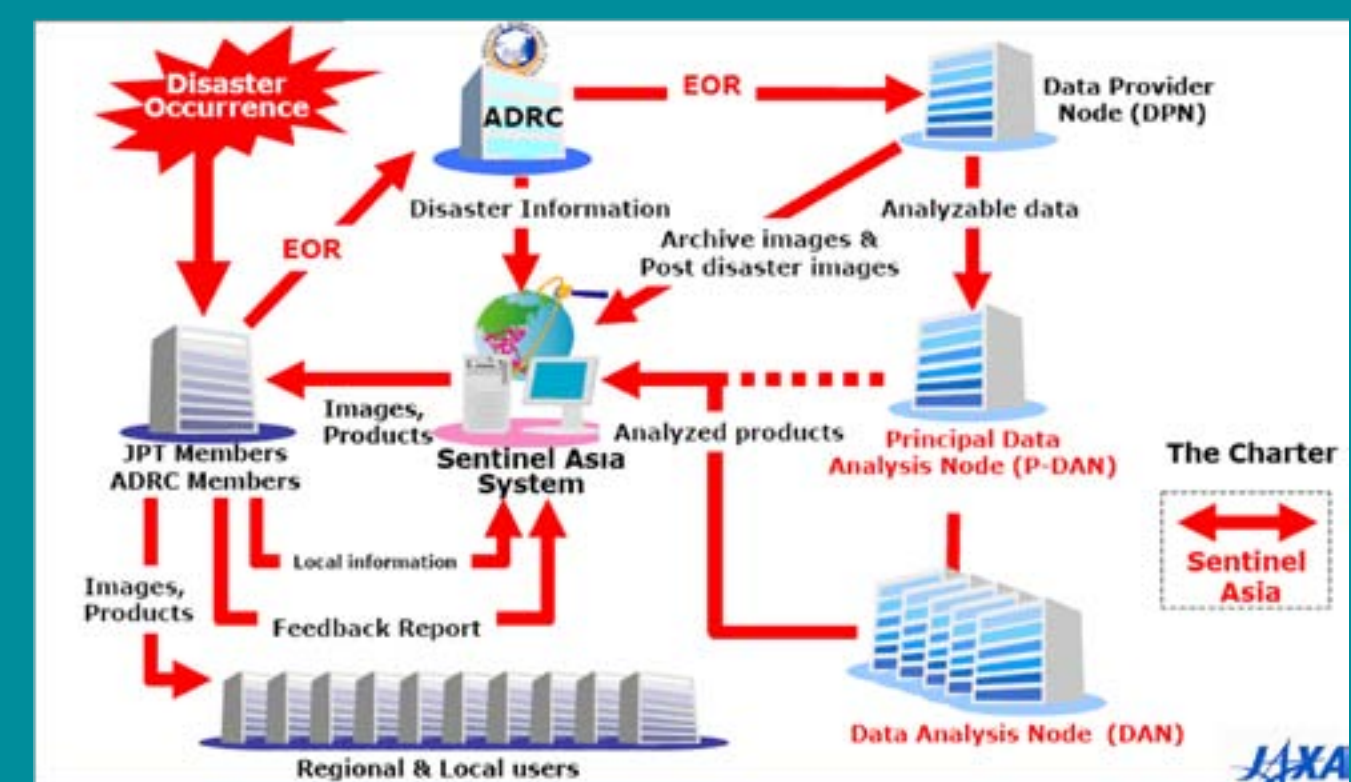 Disaster
Occurrence
ADRC
EOR
Data Provider
Node (DPN)
Disaster Information
Analyzable data
EOR
Archive images &
Post disaster images
Images,
Products
Analyzed products
JPT Members
ADRC Members
Sentinel Asia
System
Principal Data
Analysis Node (P-DAN)
The Charter
Sentinel
Asia
Local information
Images,
Products
Feedback Report
Data Analysis Node (DAN)
Regional & Local users
JAXA